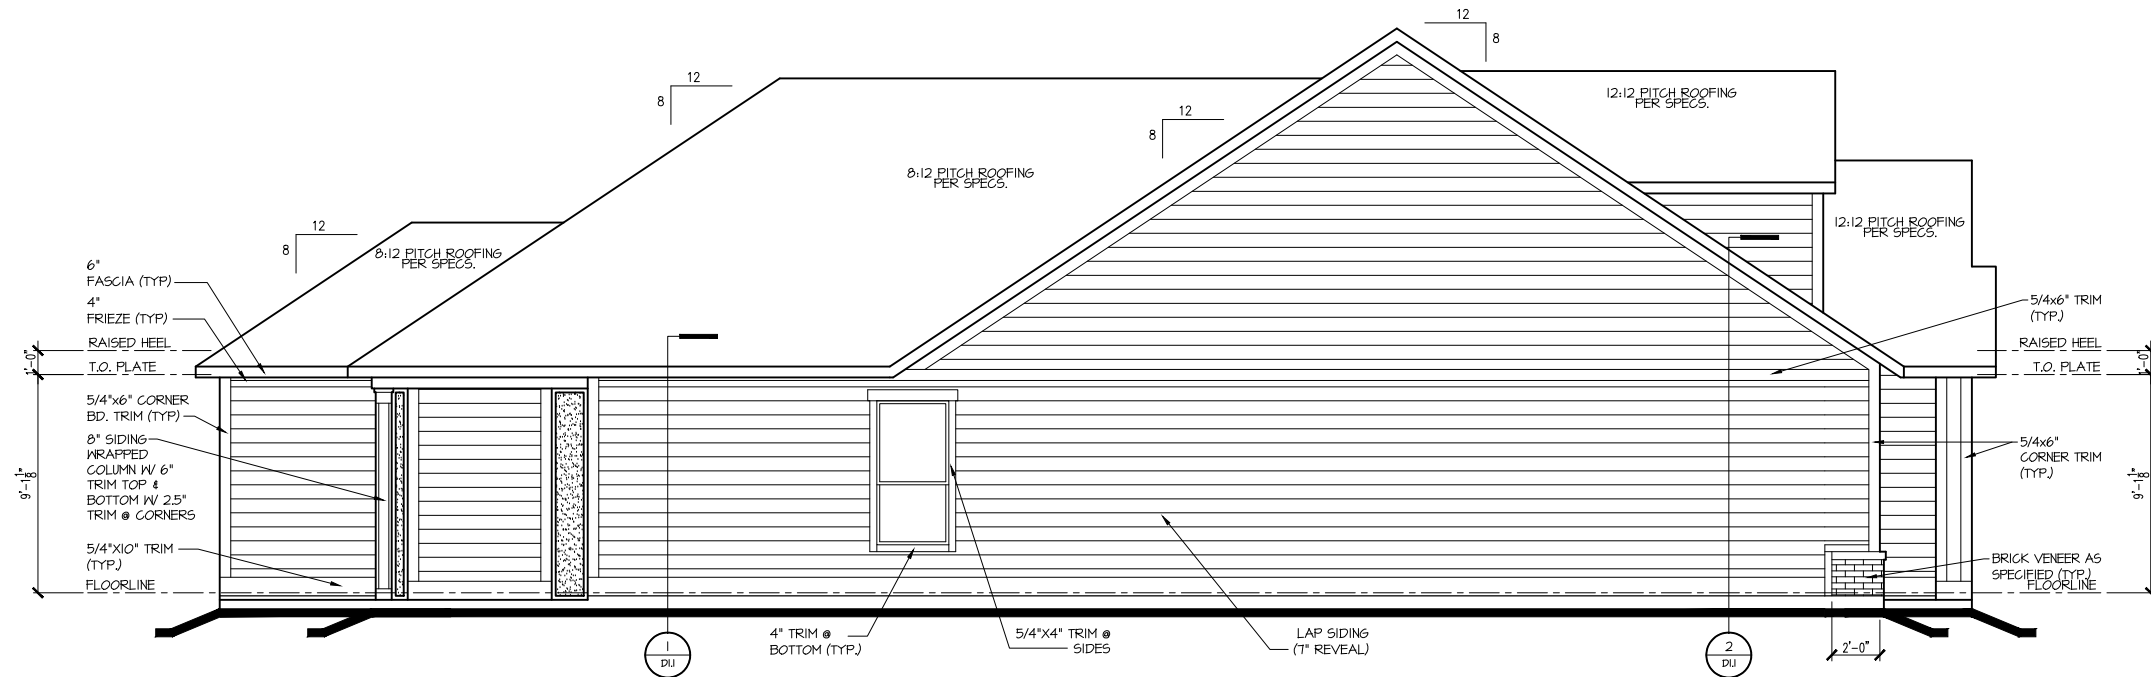 12
8
12
8
12
8
12
8
12:12 PITCH ROOFING
PER SPECS.
8:12 PITCH ROOFING
PER SPECS.
12:12 PITCH ROOFING
PER SPECS.
8:12 PITCH ROOFING
PER SPECS.
6"
FASCIA (TYP)
4"
FRIEZE (TYP)
RAISED HEEL
1'-0"
T.O. PLATE
5/4"x6" CORNER
BD. TRIM (TYP)
8" SIDING
WRAPPED
COLUMN W/ 6"
TRIM TOP &
BOTTOM W/ 2.5"
TRIM @ CORNERS
9'-1 1/8"
5/4"X10" TRIM
(TYP.)
FLOORLINE
1
D1.1
4" TRIM @
BOTTOM (TYP.)
5/4"X4" TRIM @
SIDES
LAP SIDING
(7" REVEAL)
2
D1.1
2'-0"
5/4x6" TRIM
(TYP.)
RAISED HEEL
1'-0"
T.O. PLATE
5/4x6"
CORNER TRIM
(TYP.)
9'-1 1/8"
BRICK VENEER AS
SPECIFIED (TYP.)
FLOORLINE